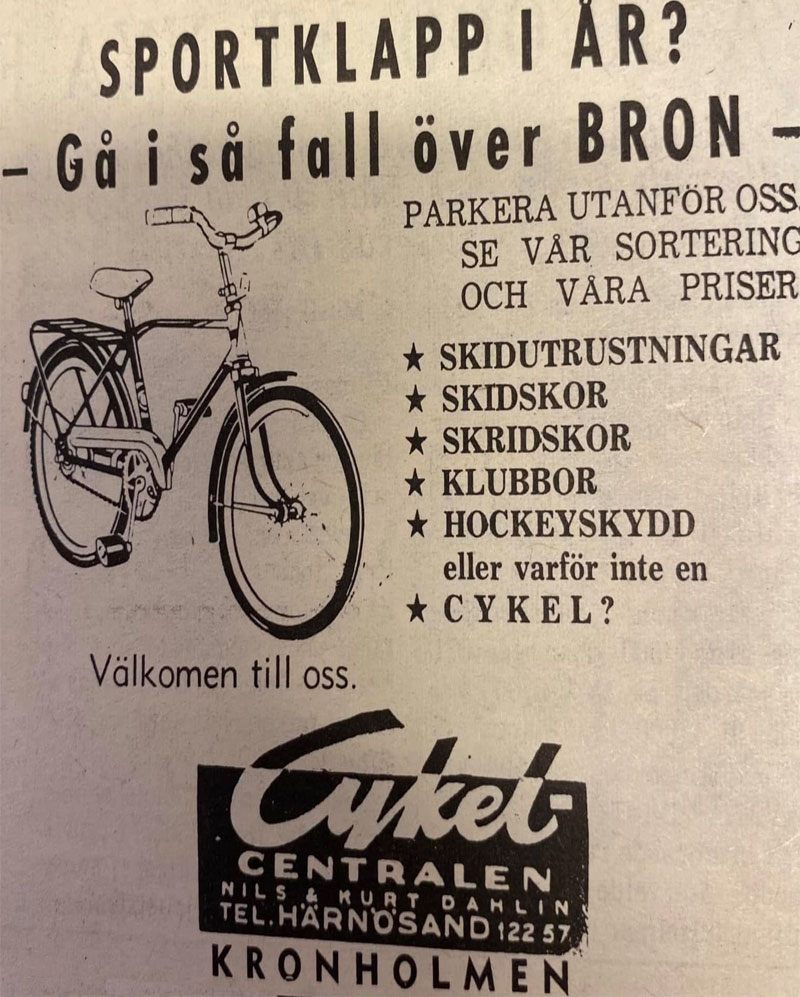 SPORTKLAPP I ÅR?
– Gå i så fall över BRON –
PARKERA UTANFÖR OSS.
SE VÅR SORTERING
OCH VÅRA PRISER
★ SKIDUTRUSTNINGAR
★ SKIDSKOR
★ SKRIDSKOR
★ KLUBBOR
★ HOCKEYSKYDD
eller varför inte en
★ CYKEL?
Välkomen till oss.
Cykel-
CENTRALEN
NILS & KURT DAHLIN
TEL. HÄRNÖSAND 122 57
KRONHOLMEN